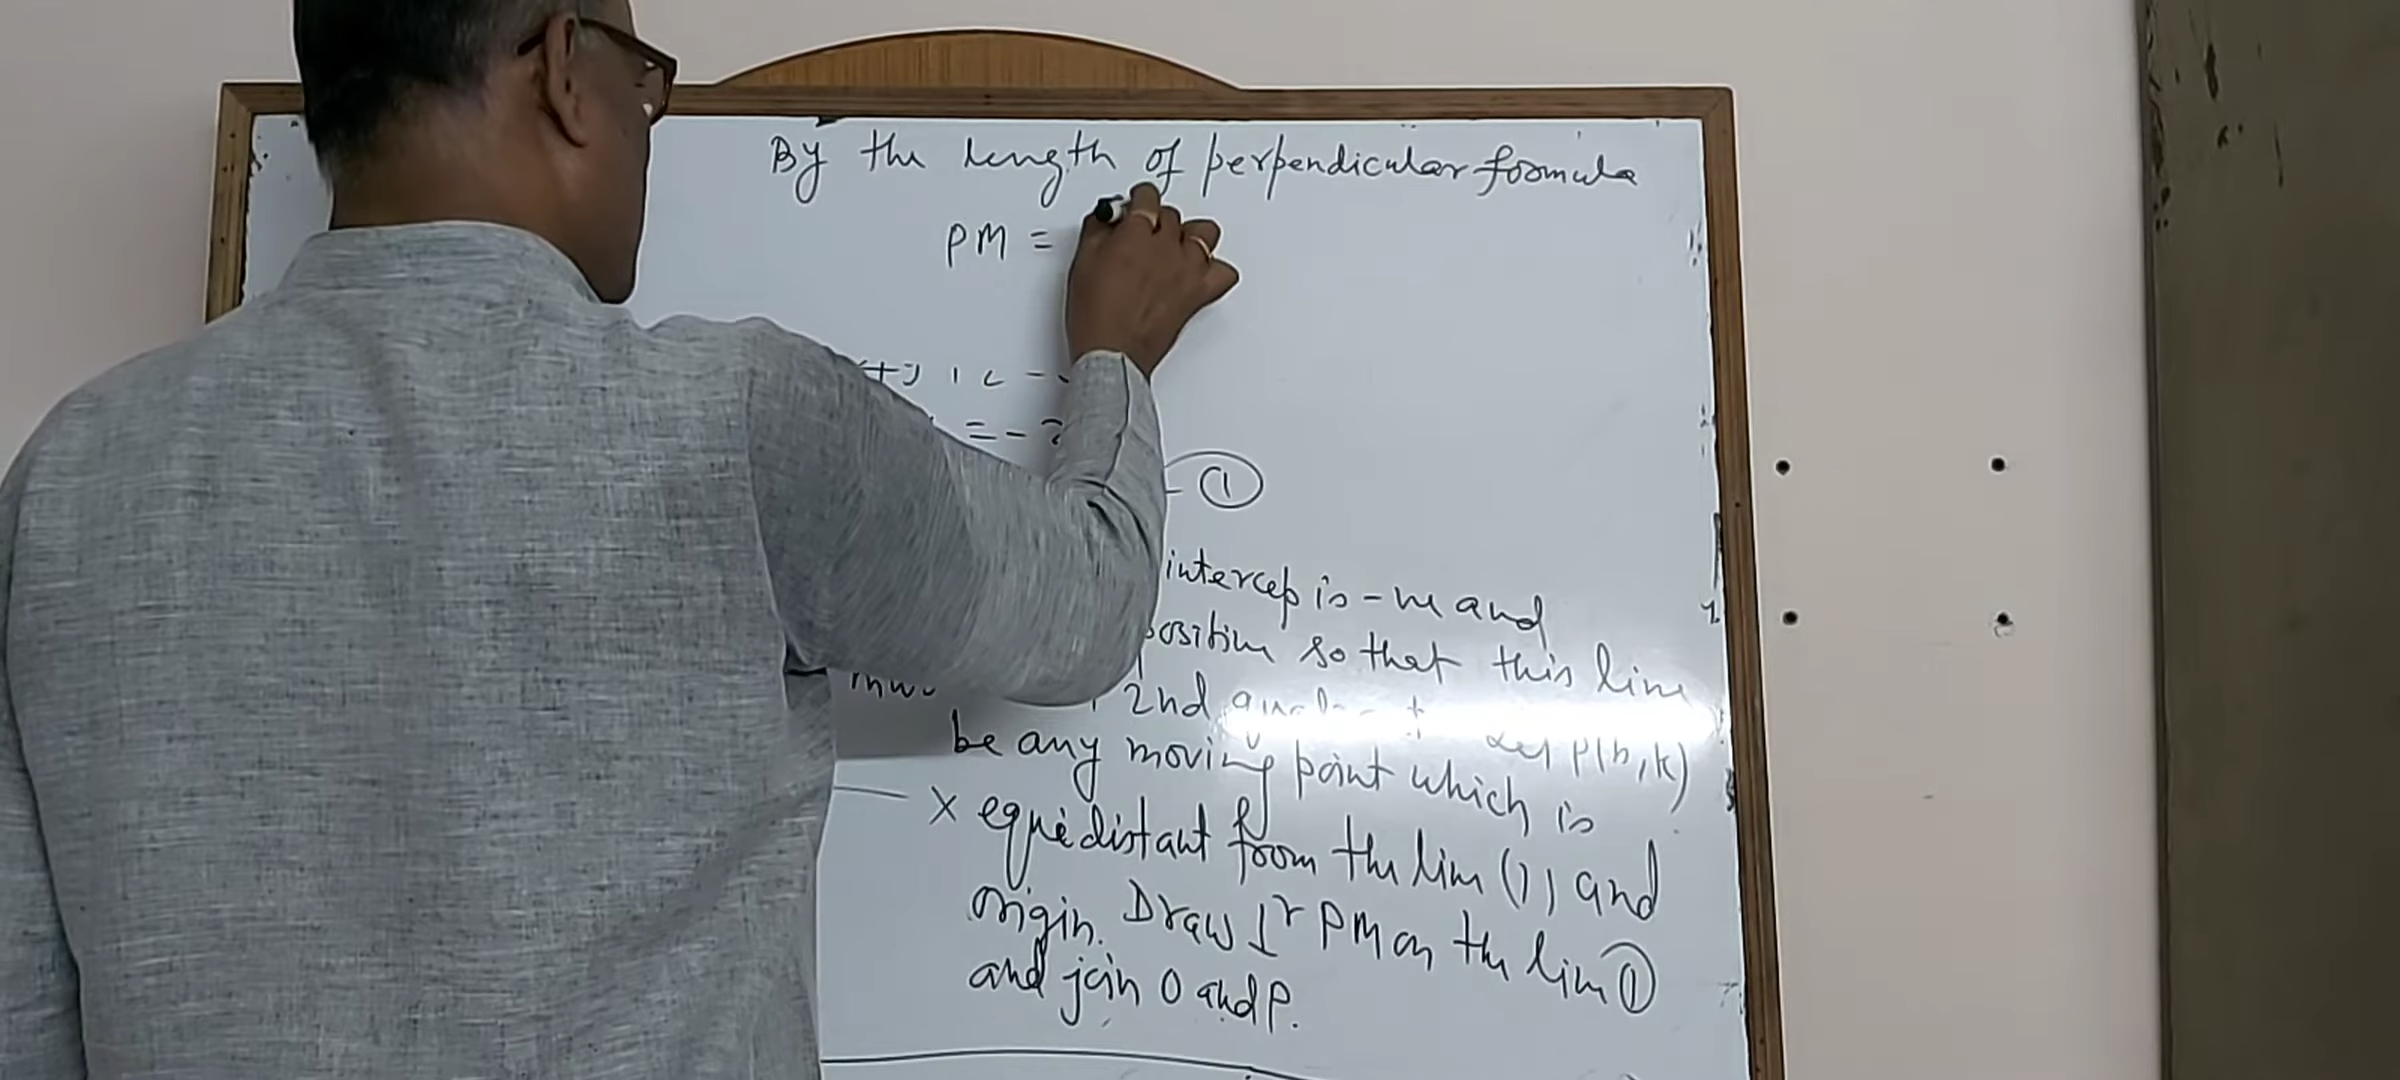 By the length of perpendicular formula
PM =
= -
①
intercep is -ve and
position so that this line
2nd
Let P(h,k)
be any moving point which is
X equidistant from the line (1) and
origin. Draw ⊥r PM on the line ①
and join O and P.